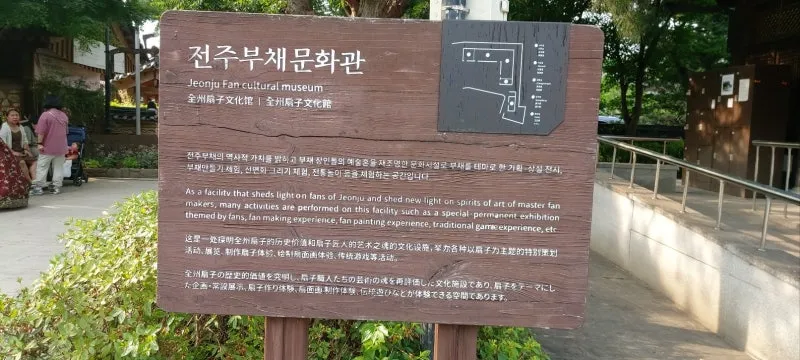 전주부채문화관
Jeonju Fan cultural museum
全州扇子文化馆 | 全州扇子文化館
전주부채의 역사적 가치를 밝히고 부채 장인들의 예술혼을 재조명한 문화시설로 부채를 테마로 한 기획·상설 전시,
부채만들기 체험, 선면화 그리기 체험, 전통놀이 등을 체험하는 공간입니다.
As a facility that sheds light on fans of Jeonju and shed new light on spirits of art of master fan
makers, many activities are performed on this facility such as a special·permanent exhibition
themed by fans, fan making experience, fan painting experience, traditional game experience, etc
这是一处探明全州扇子的历史价值和扇子匠人的艺术之魂的文化设施，举办各种以扇子为主题的特别策划
活动、展览、制作扇子体验、绘制扇面画体验、传统游戏等活动。
全州扇子の歴史的価値を究明し、扇子職人たちの芸術の魂を再評価した文化施設であり、扇子をテーマにし
た企画・常設展示、扇子作り体験、扇面画制作体験、伝統遊びなどが体験できる空間であります。